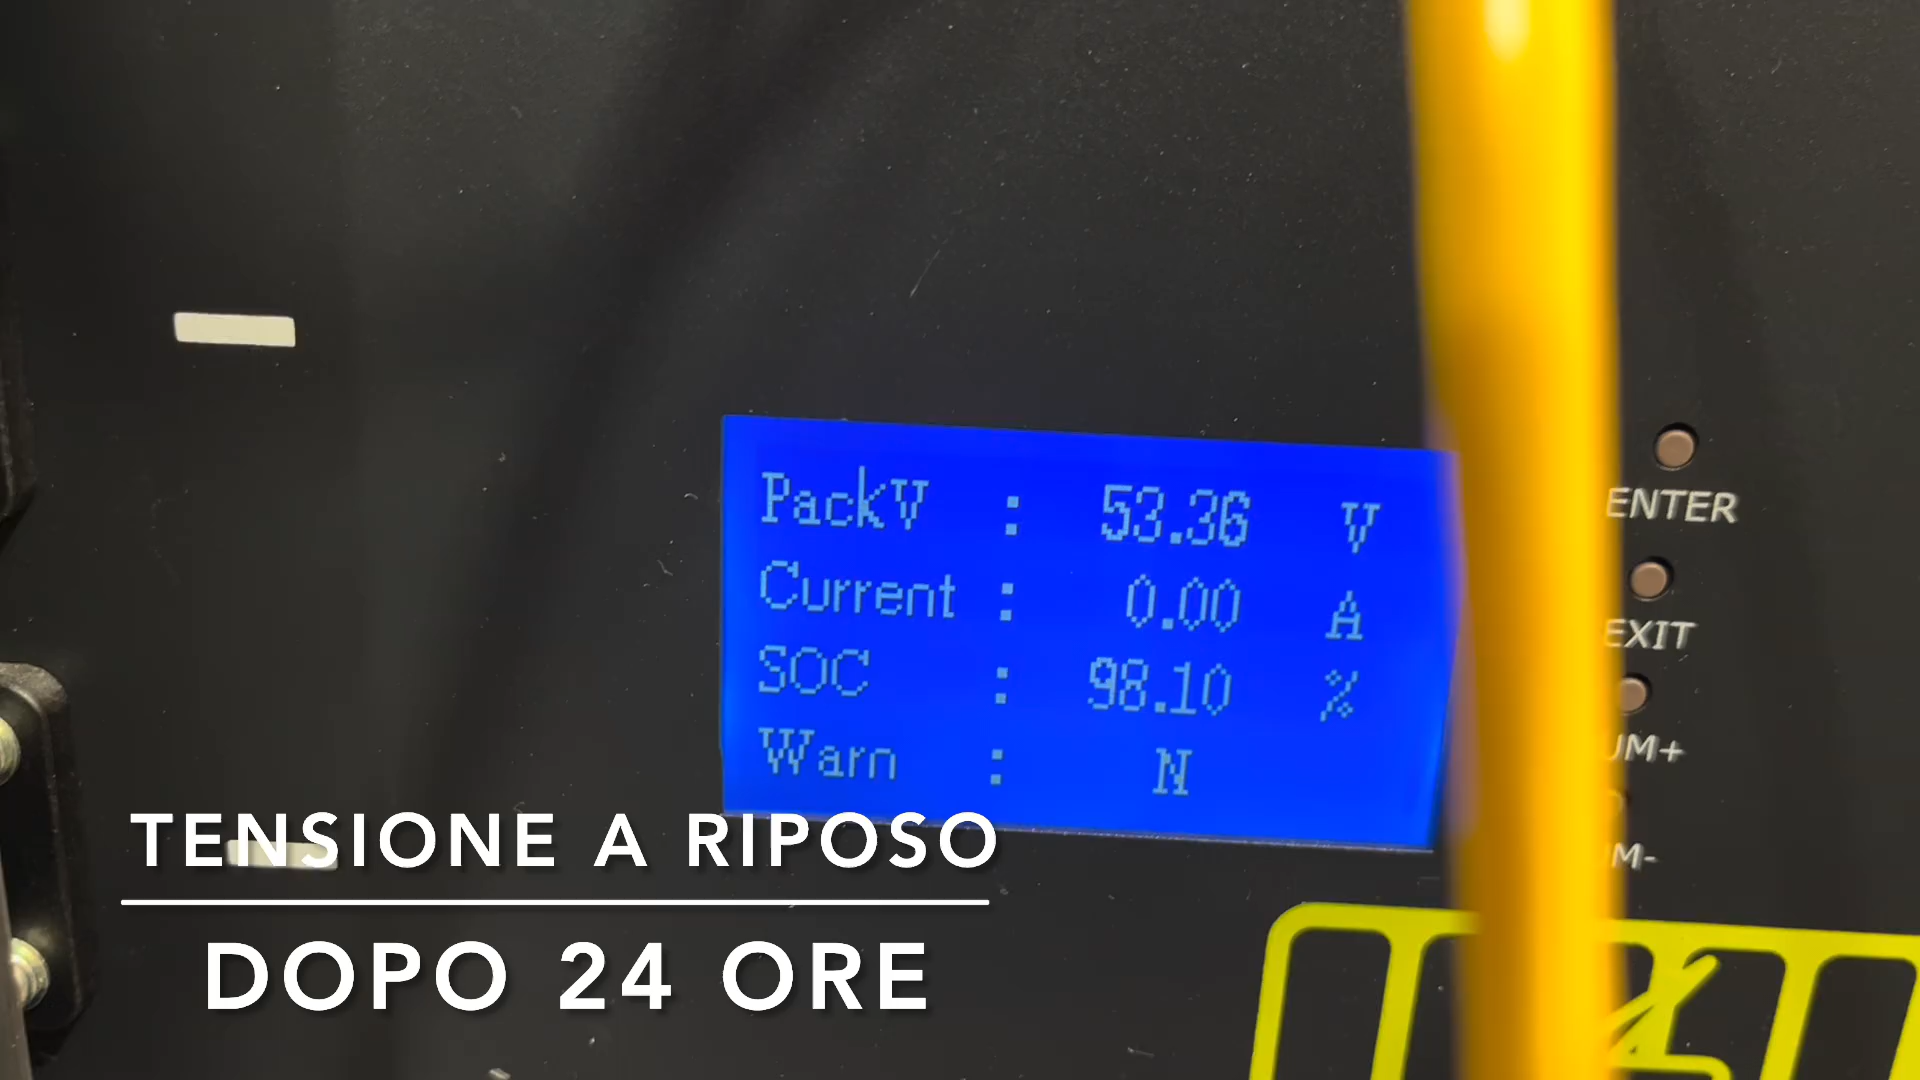 PackV : 53.36 V
Current : 0.00 A
SOC : 98.10 %
Warn : N
ENTER
EXIT
TENSIONE A RIPOSO
DOPO 24 ORE